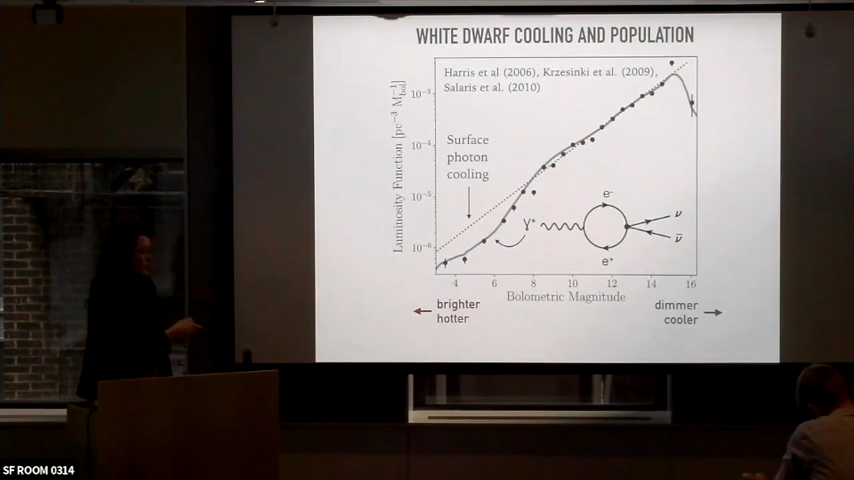 WHITE DWARF COOLING AND POPULATION
Harris et al (2006), Krzesinki et al. (2009),
Salaris et al. (2010)
Luminosity Function [pc⁻³ M⁻¹bol]
10⁻³
10⁻⁴
10⁻⁵
10⁻⁶
Surface
photon
cooling
γ*
e⁻
e⁺
ν
ν̄
4 6 8 10 12 14 16
Bolometric Magnitude
brighter
hotter
dimmer
cooler
SF ROOM 0314